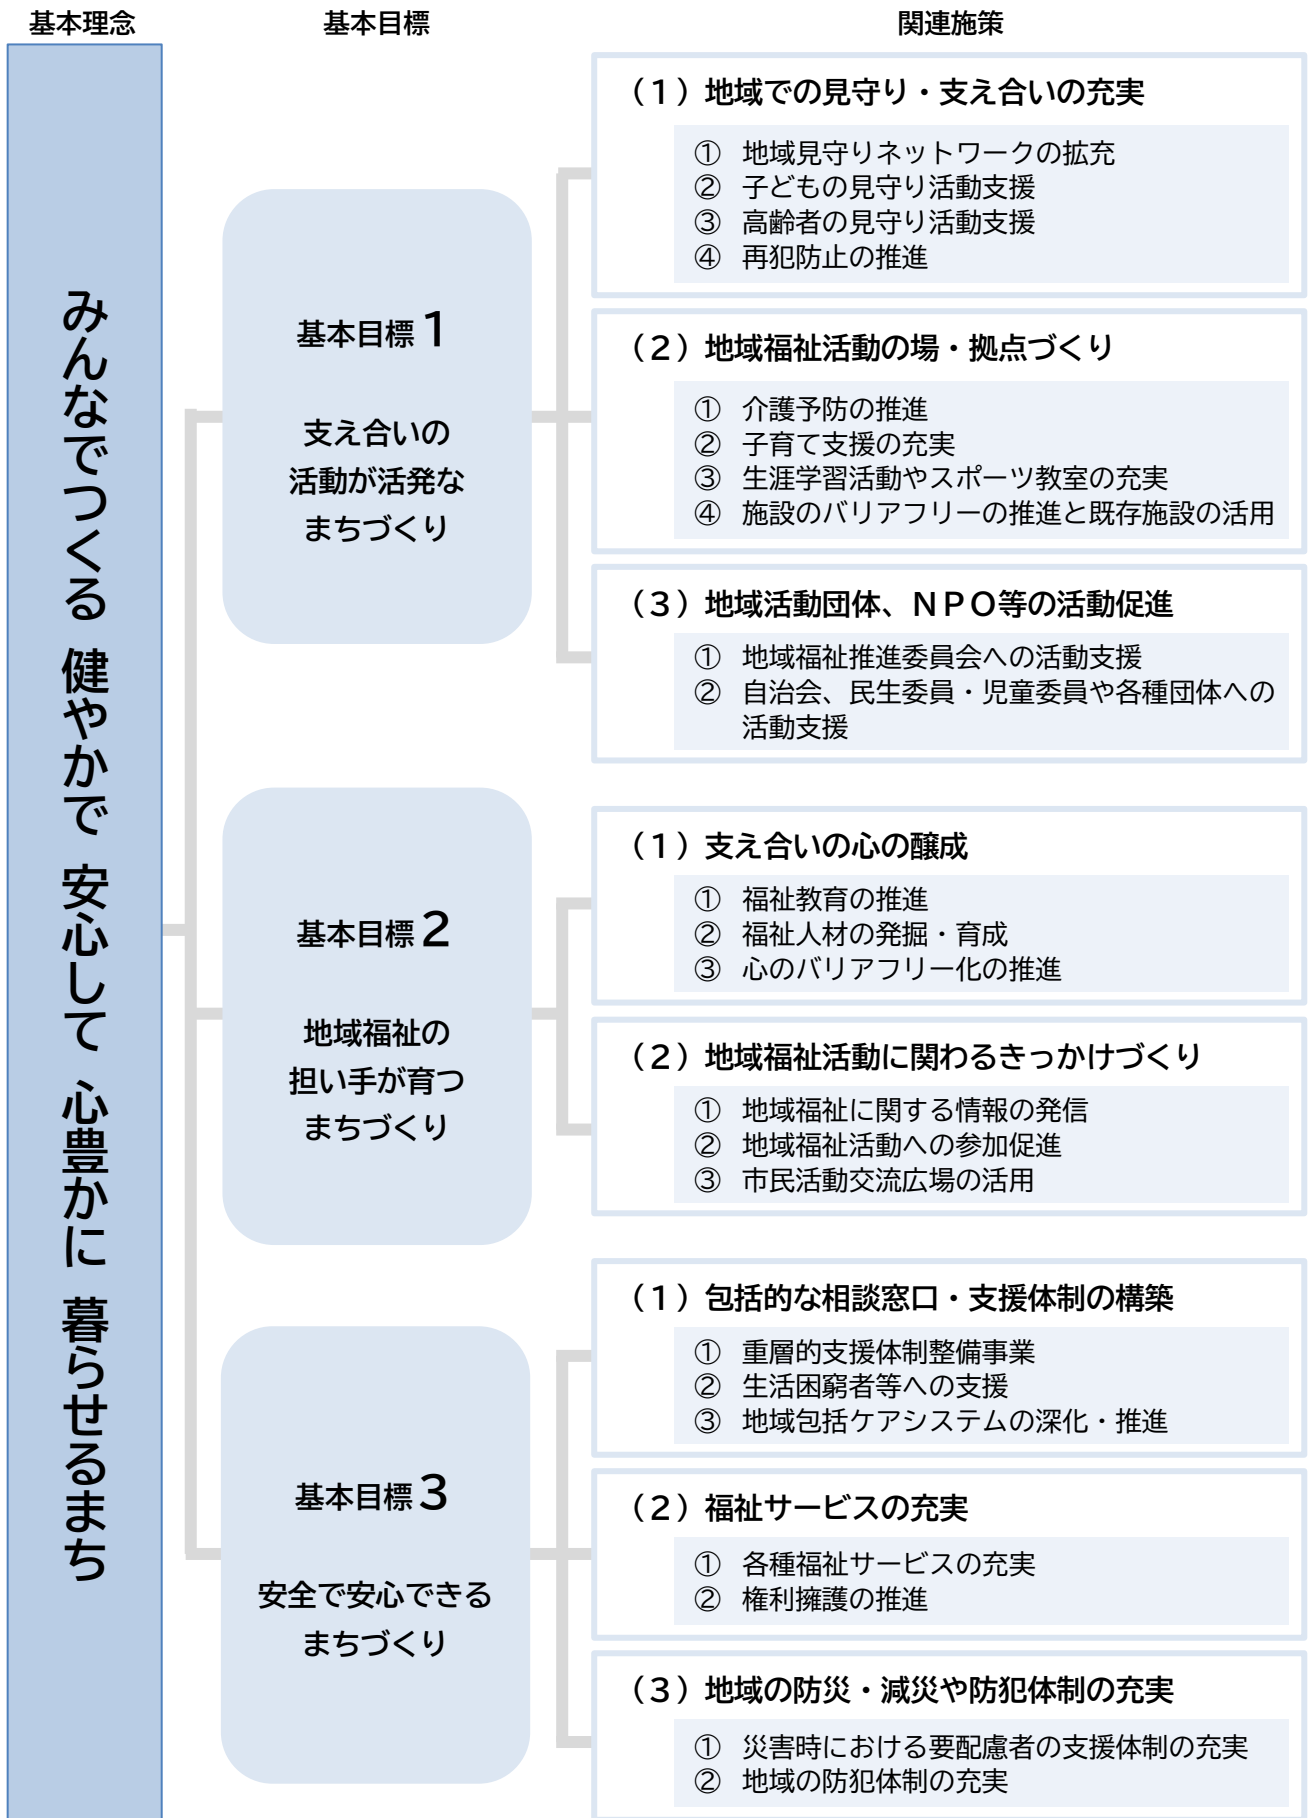 基本理念
基本目標
関連施策
みんなでつくる 健やかで 安心して 心豊かに 暮らせるまち
基本目標1
支え合いの
活動が活発な
まちづくり
（1）地域での見守り・支え合いの充実
① 地域見守りネットワークの拡充
② 子どもの見守り活動支援
③ 高齢者の見守り活動支援
④ 再犯防止の推進
（2）地域福祉活動の場・拠点づくり
① 介護予防の推進
② 子育て支援の充実
③ 生涯学習活動やスポーツ教室の充実
④ 施設のバリアフリーの推進と既存施設の活用
（3）地域活動団体、ＮＰＯ等の活動促進
① 地域福祉推進委員会への活動支援
② 自治会、民生委員・児童委員や各種団体への
活動支援
基本目標2
地域福祉の
担い手が育つ
まちづくり
（1）支え合いの心の醸成
① 福祉教育の推進
② 福祉人材の発掘・育成
③ 心のバリアフリー化の推進
（2）地域福祉活動に関わるきっかけづくり
① 地域福祉に関する情報の発信
② 地域福祉活動への参加促進
③ 市民活動交流広場の活用
基本目標3
安全で安心できる
まちづくり
（1）包括的な相談窓口・支援体制の構築
① 重層的支援体制整備事業
② 生活困窮者等への支援
③ 地域包括ケアシステムの深化・推進
（2）福祉サービスの充実
① 各種福祉サービスの充実
② 権利擁護の推進
（3）地域の防災・減災や防犯体制の充実
① 災害時における要配慮者の支援体制の充実
② 地域の防犯体制の充実